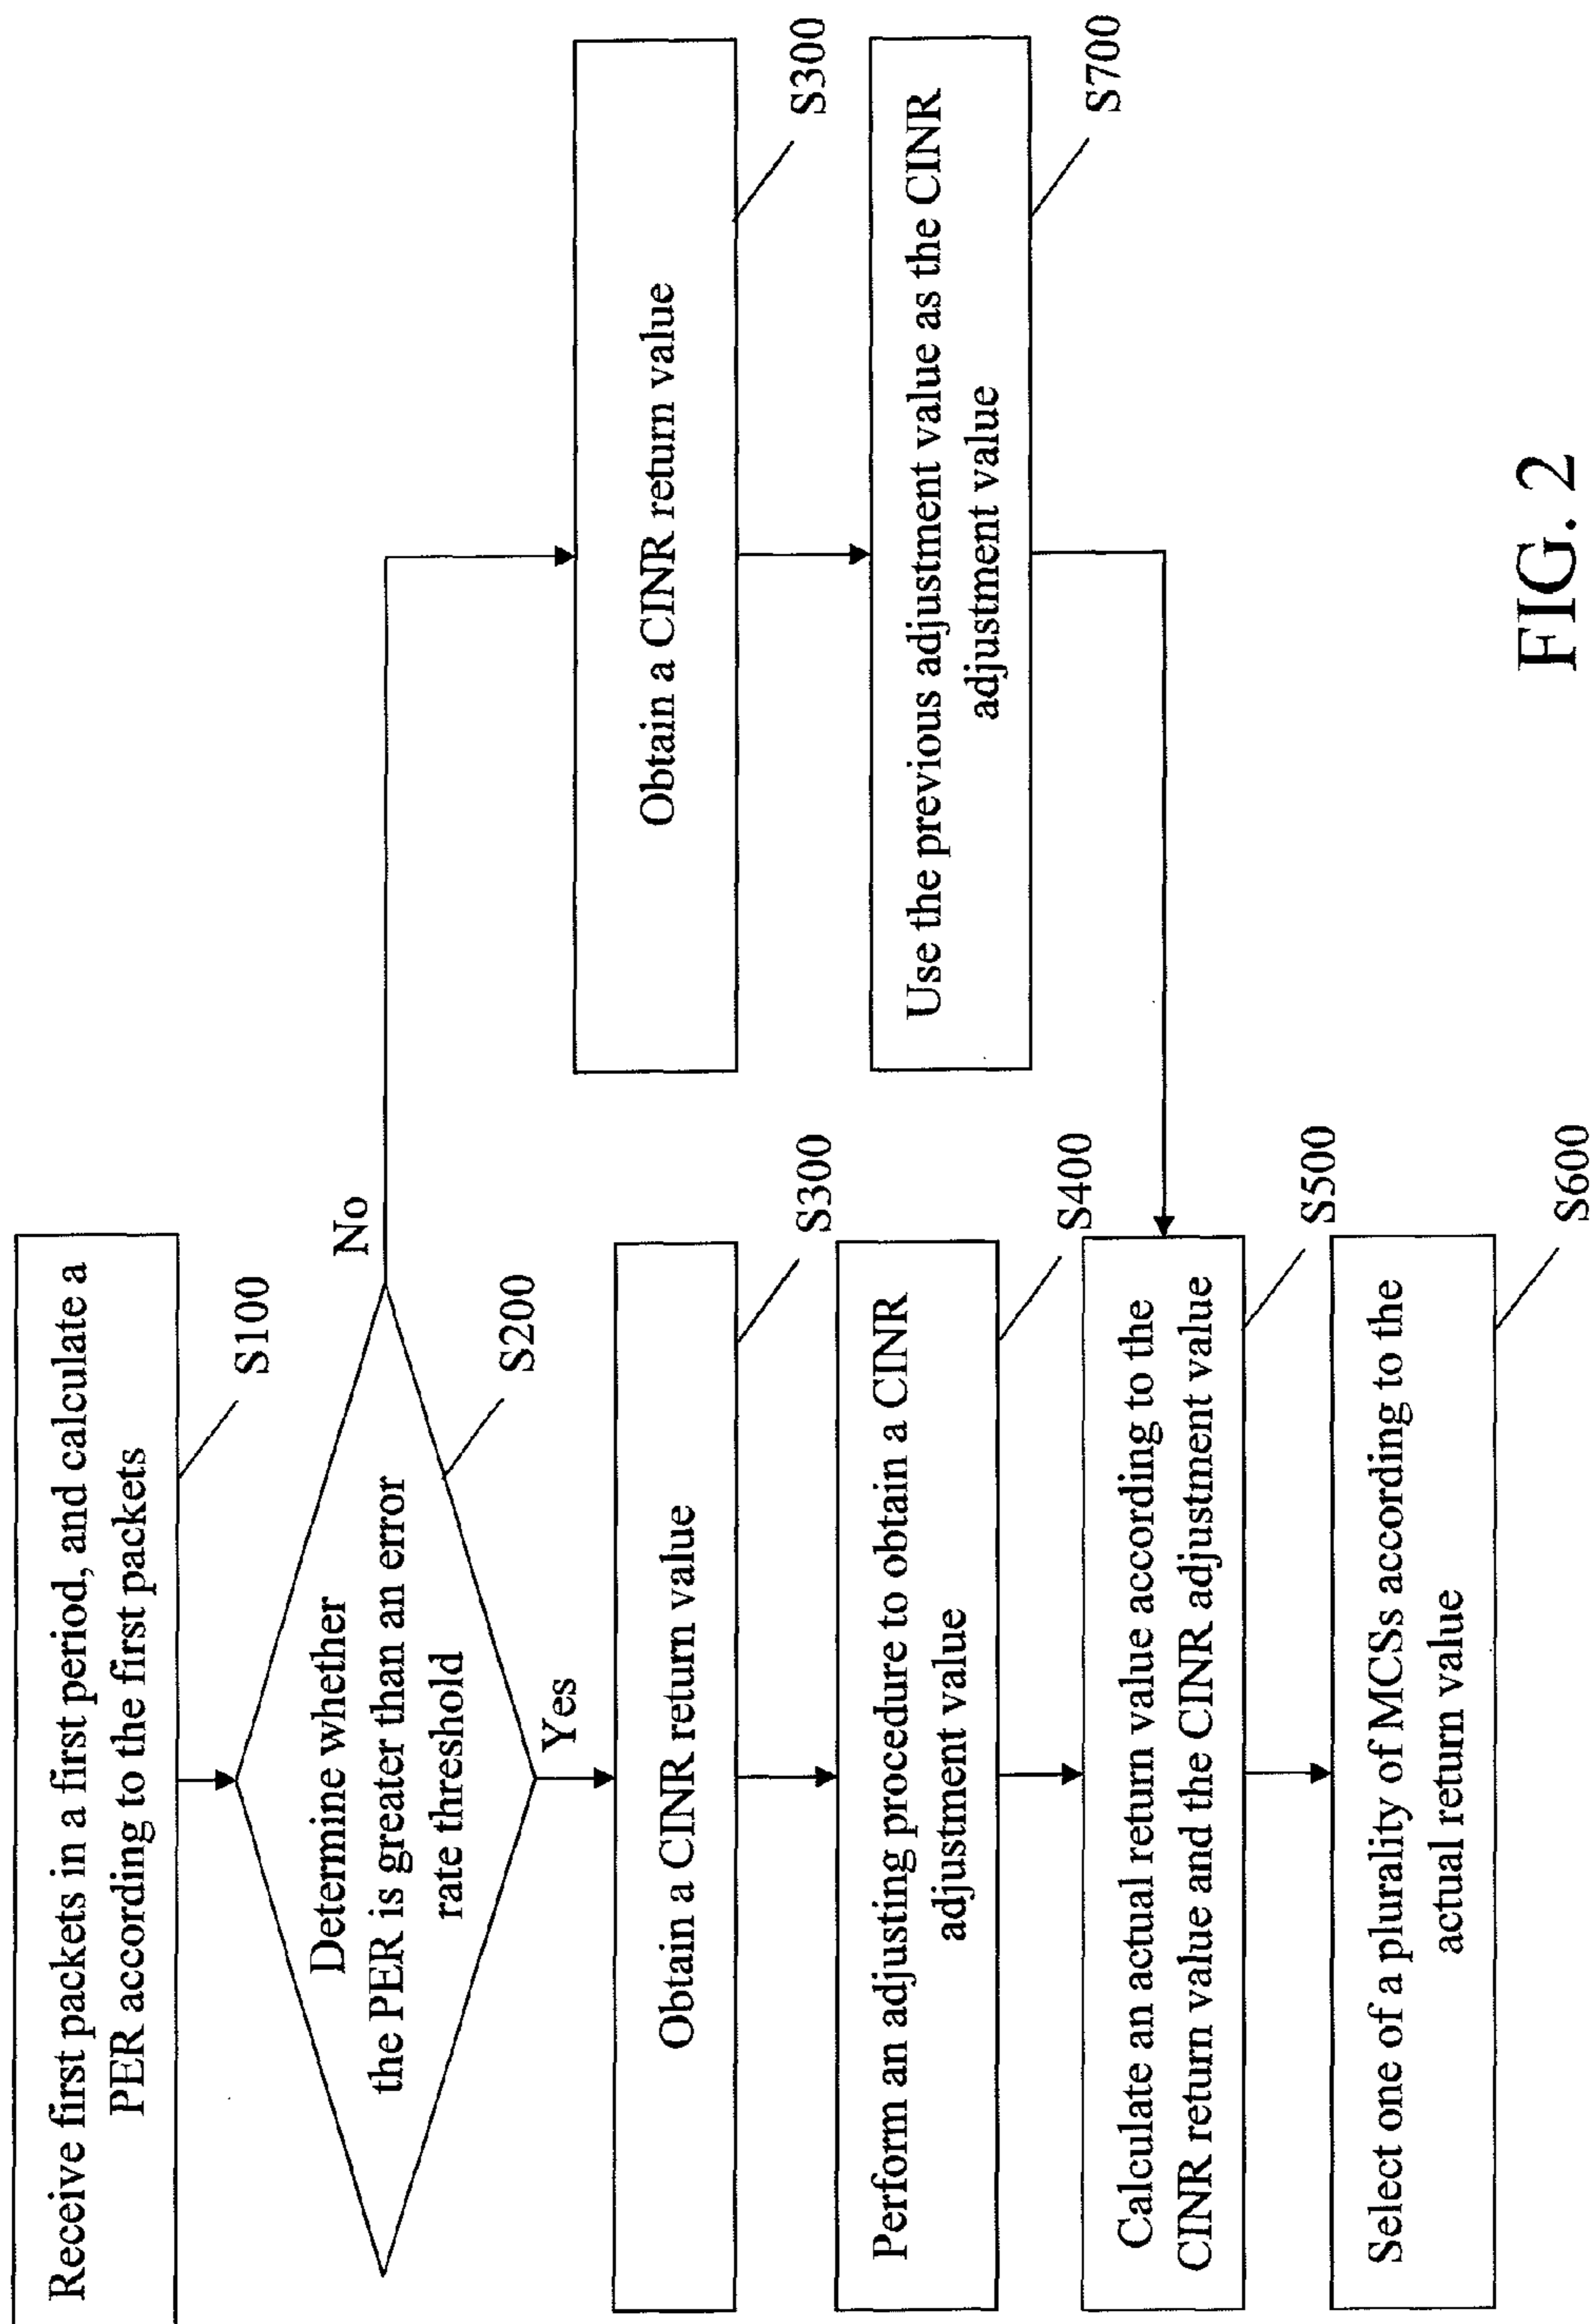 Receive first packets in a first period, and calculate a
PER according to the first packets
S100
Determine whether
the PER is greater than an error
rate threshold
S200
No
Yes
Obtain a CINR return value
S300
Perform an adjusting procedure to obtain a CINR
adjustment value
S400
Calculate an actual return value according to the
CINR return value and the CINR adjustment value
S500
Select one of a plurality of MCSs according to the
actual return value
S600
Obtain a CINR return value
S300
Use the previous adjustment value as the CINR
adjustment value
S700
FIG. 2